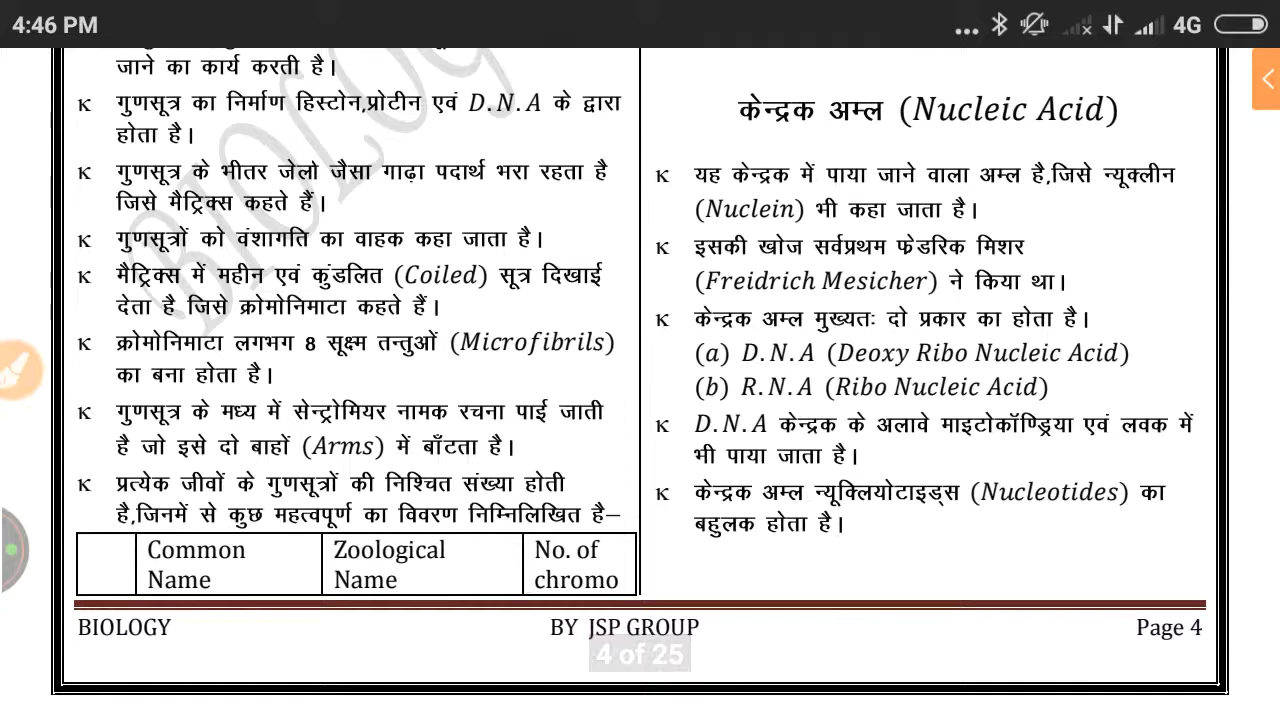 4:46 PM
4G
जाने का कार्य करती है।
κ गुणसूत्र का निर्माण हिस्टोन,प्रोटीन एवं D.N.A के द्वारा
होता है।
κ गुणसूत्र के भीतर जेलो जैसा गाढ़ा पदार्थ भरा रहता है
जिसे मैट्रिक्स कहते हैं।
κ गुणसूत्रों को वंशागति का वाहक कहा जाता है।
κ मैट्रिक्स में महीन एवं कुंडलित (Coiled) सूत्र दिखाई
देता है जिसे क्रोमोनिमाटा कहते हैं।
κ क्रोमोनिमाटा लगभग 8 सूक्ष्म तन्तुओं (Microfibrils)
का बना होता है।
κ गुणसूत्र के मध्य में सेन्ट्रोमियर नामक रचना पाई जाती
है जो इसे दो बाहों (Arms) में बाँटता है।
κ प्रत्येक जीवों के गुणसूत्रों की निश्चित संख्या होती
है,जिनमें से कुछ महत्वपूर्ण का विवरण निम्निलिखित है–
Common Name
Zoological Name
No. of chromo
केन्द्रक अम्ल (Nucleic Acid)
κ यह केन्द्रक में पाया जाने वाला अम्ल है,जिसे न्यूक्लीन
(Nuclein) भी कहा जाता है।
κ इसकी खोज सर्वप्रथम फ्रेडरिक मिशर
(Freidrich Mesicher) ने किया था।
κ केन्द्रक अम्ल मुख्यतः दो प्रकार का होता है।
(a) D.N.A (Deoxy Ribo Nucleic Acid)
(b) R.N.A (Ribo Nucleic Acid)
κ D.N.A केन्द्रक के अलावे माइटोकॉण्ड्रिया एवं लवक में
भी पाया जाता है।
κ केन्द्रक अम्ल न्यूक्लियोटाइड्स (Nucleotides) का
बहुलक होता है।
BIOLOGY
BY JSP GROUP
Page 4
4 of 25